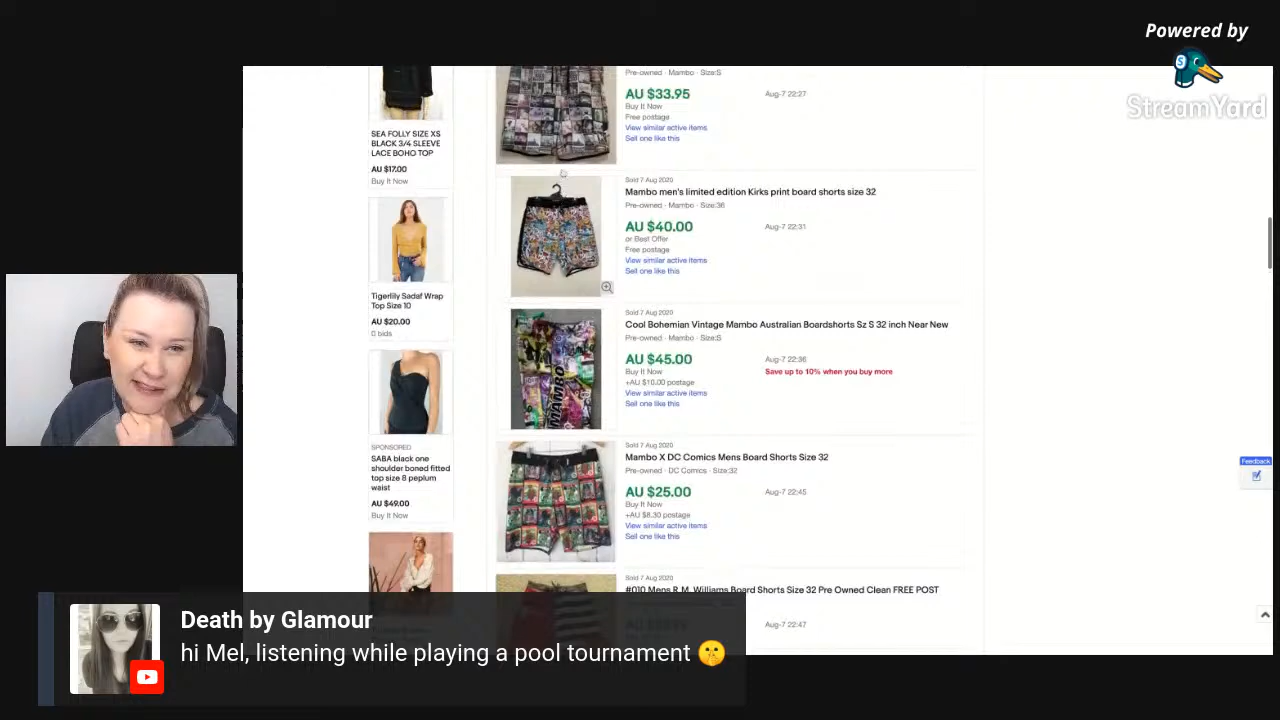 Powered by
StreamYard
SEA FOLLY SIZE XS
BLACK 3/4 SLEEVE
LACE BOHO TOP
AU $17.00
Buy It Now
Tigerlily Sadaf Wrap
Top Size 10
AU $20.00
0 bids
SPONSORED
SABA black one
shoulder boned fitted
top size 8 peplum
waist
AU $49.00
Buy It Now
Pre-owned · Mambo · Size:S
AU $33.95
Aug-7 22:27
Buy It Now
Free postage
View similar active items
Sell one like this
Sold 7 Aug 2020
Mambo men's limited edition Kirks print board shorts size 32
Pre-owned · Mambo · Size:36
AU $40.00
Aug-7 22:31
or Best Offer
Free postage
View similar active items
Sell one like this
Sold 7 Aug 2020
Cool Bohemian Vintage Mambo Australian Boardshorts Sz S 32 inch Near New
Pre-owned · Mambo · Size:S
AU $45.00
Aug-7 22:36
Buy It Now
Save up to 10% when you buy more
+AU $10.00 postage
View similar active items
Sell one like this
MAMBO
Sold 7 Aug 2020
Mambo X DC Comics Mens Board Shorts Size 32
Pre-owned · DC Comics · Size:32
AU $25.00
Aug-7 22:45
Buy It Now
+AU $8.30 postage
View similar active items
Sell one like this
Sold 7 Aug 2020
#010 Mens R.M. Williams Board Shorts Size 32 Pre Owned Clean FREE POST
Aug-7 22:47
Feedback
Death by Glamour
hi Mel, listening while playing a pool tournament 🤫